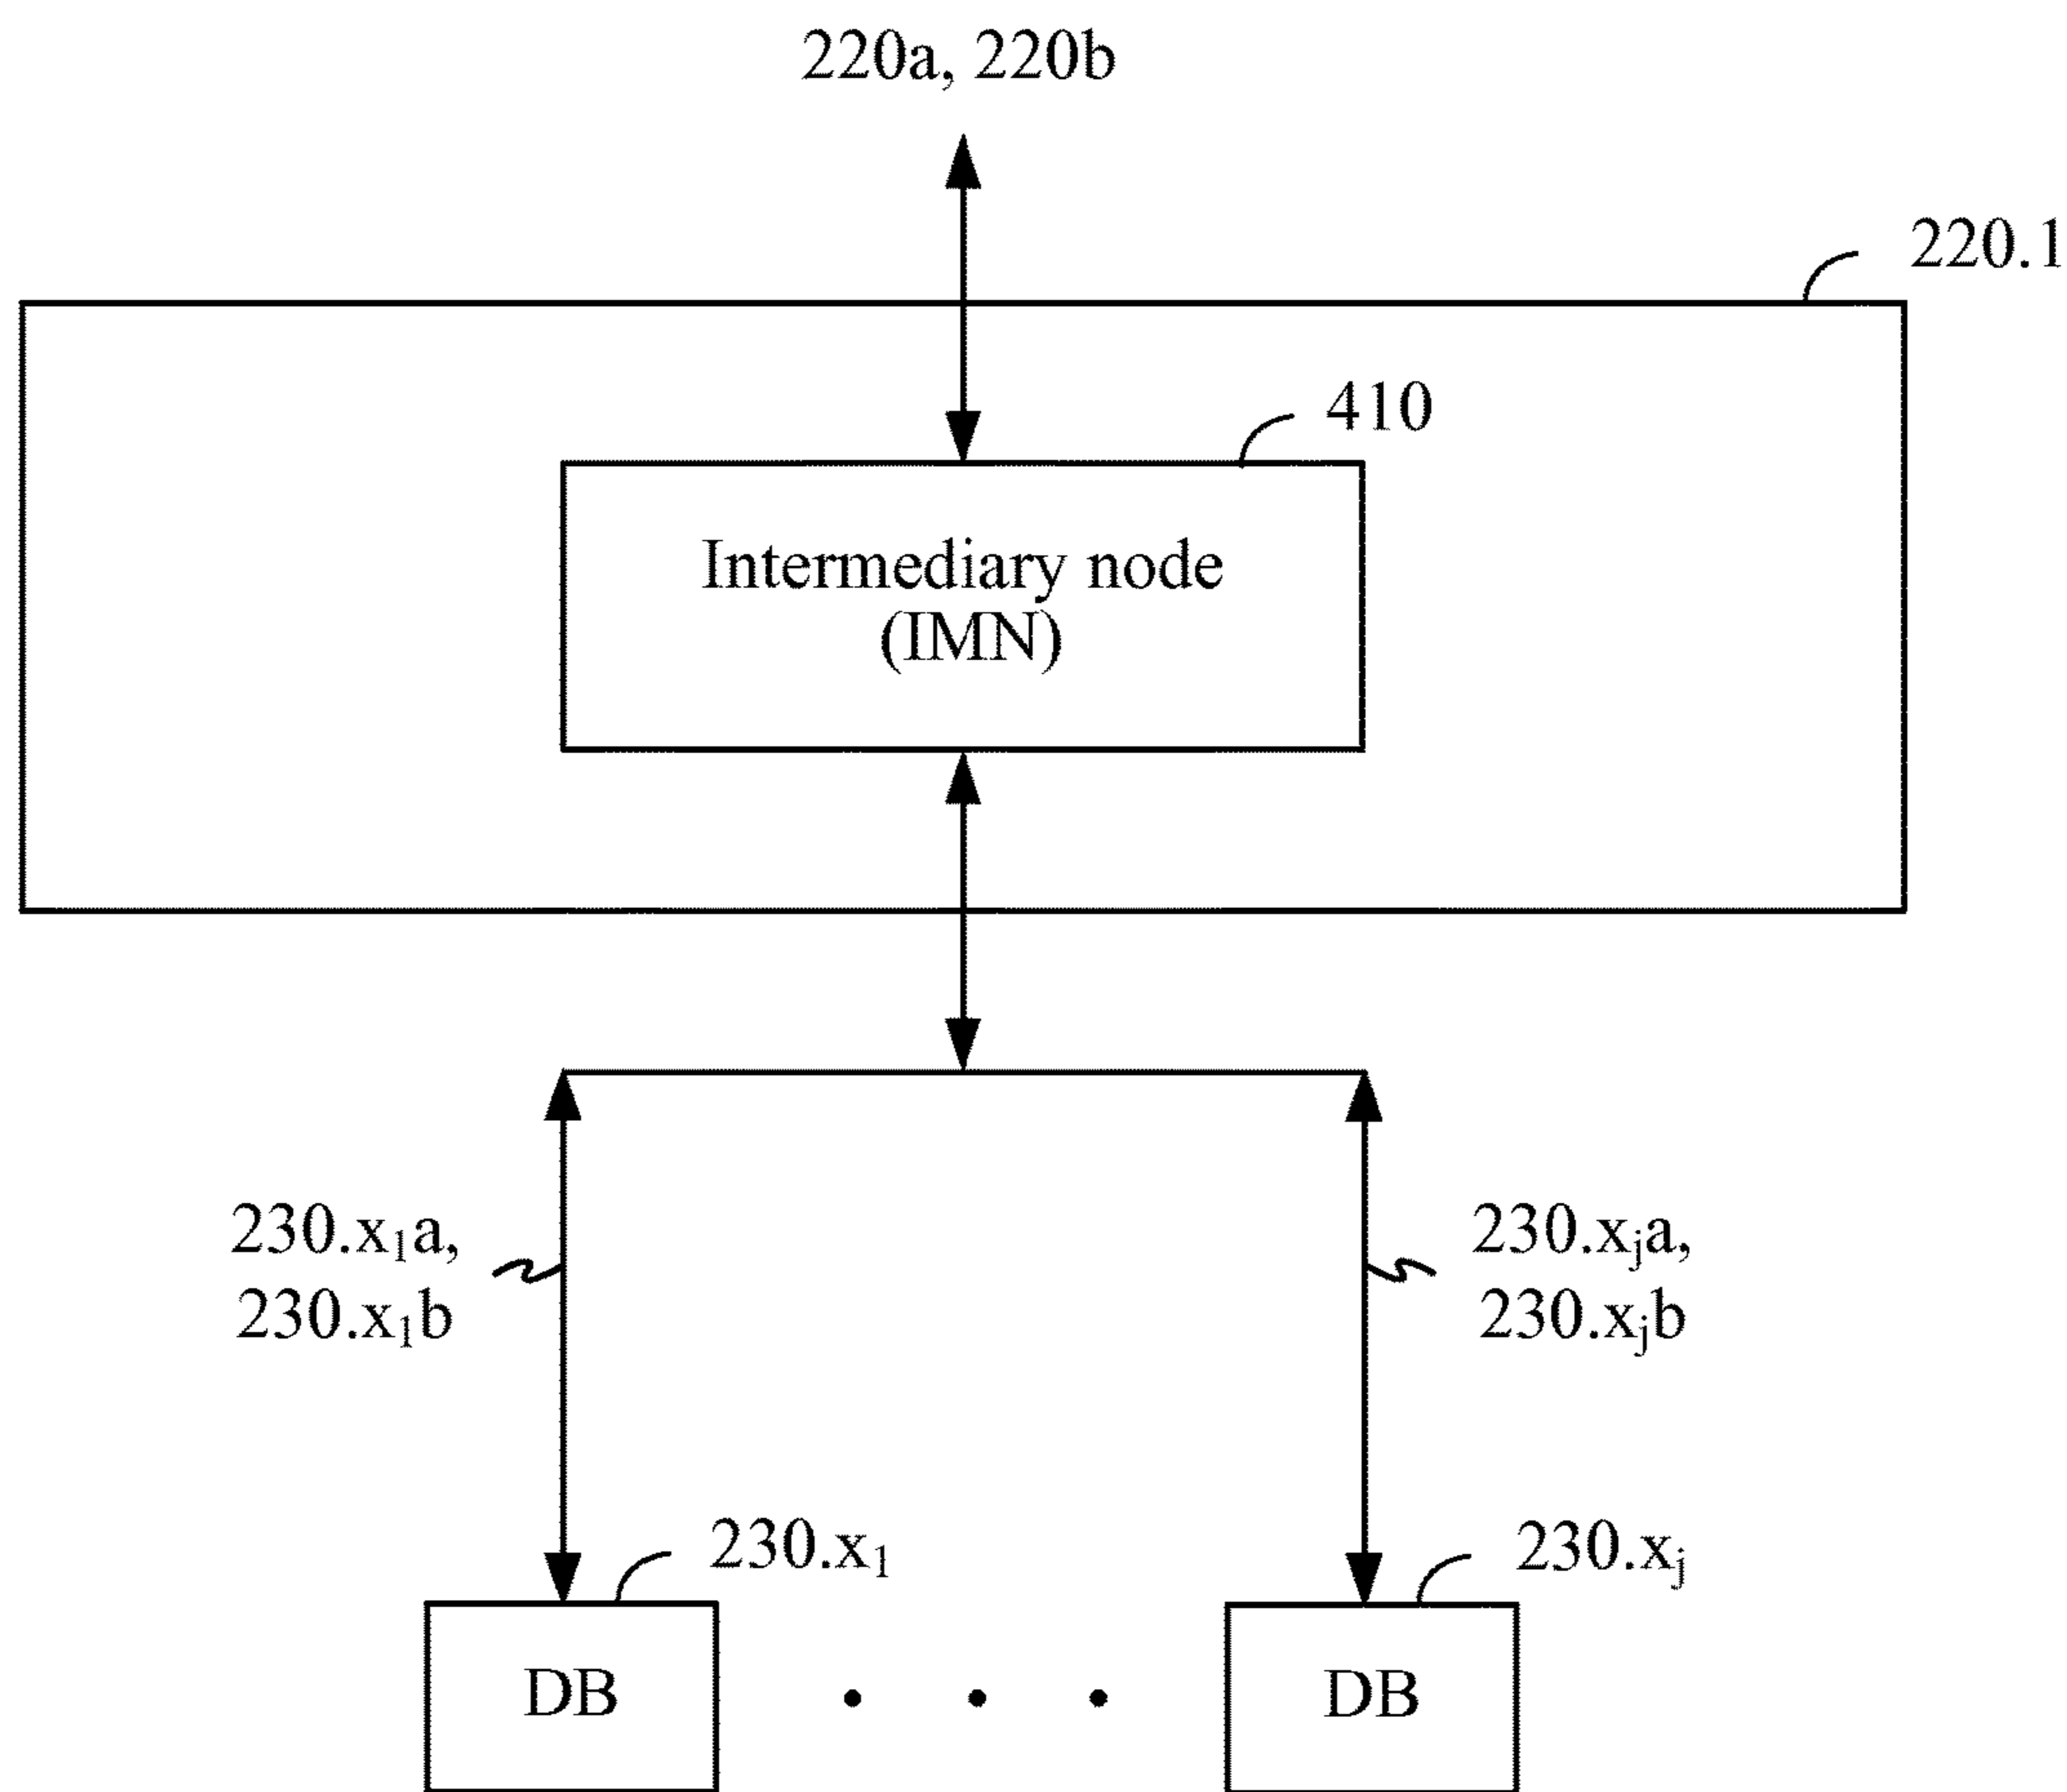 220a, 220b
220.1
410
Intermediary node
(IMN)
230.x₁a,
230.x₁b
230.xⱼa,
230.xⱼb
230.x₁
230.xⱼ
DB
DB